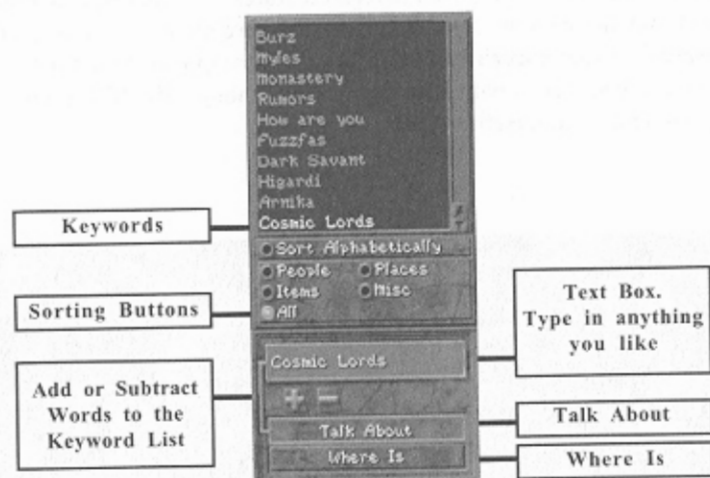 Burz
Myles
Monastery
Rumors
How are you
Fuzzfas
Dark Savant
Higardi
Arnika
Cosmic Lords
Sort Alphabetically
People Places
Items Misc
All
Cosmic Lords
+ -
Talk About
Where Is
Keywords
Sorting Buttons
Add or Subtract
Words to the
Keyword List
Text Box.
Type in anything
you like
Talk About
Where Is